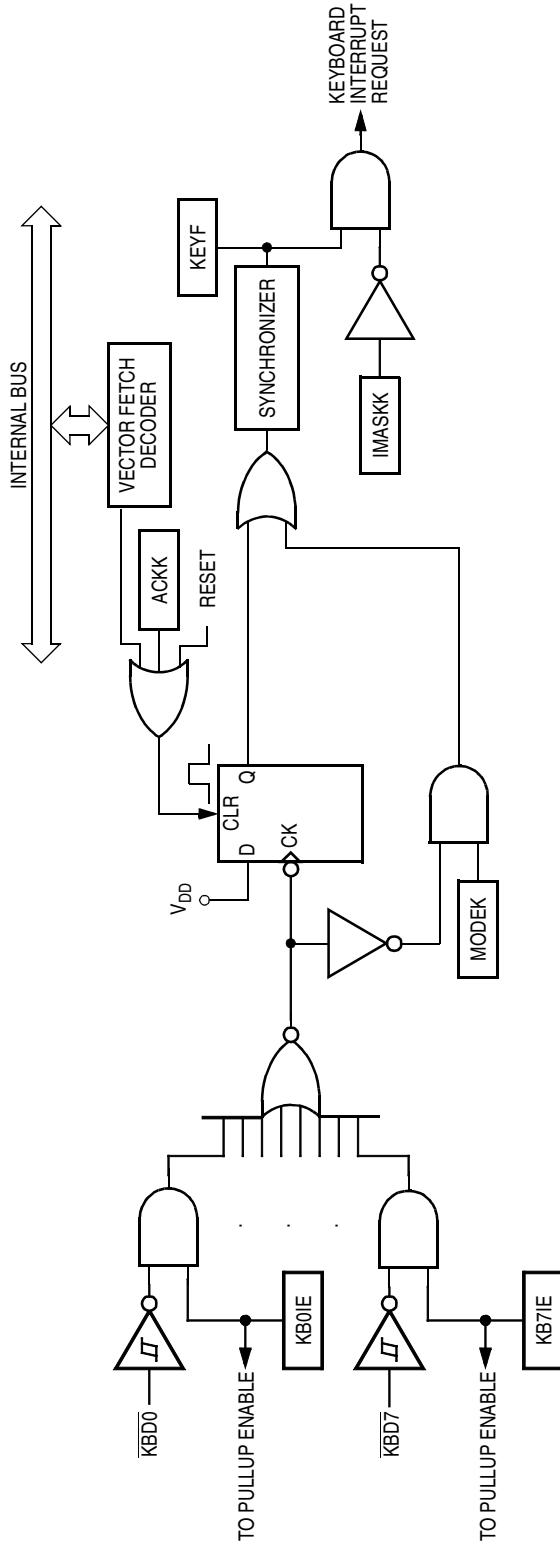 INTERNAL BUS
VECTOR FETCH
DECODER
ACKK
RESET
VDD
CLR
D
Q
CK
KEYF
SYNCHRONIZER
KEYBOARD
INTERRUPT
REQUEST
IMASKK
MODEK
KBD0
TO PULLUP ENABLE
KB0IE
.
.
.
KBD7
TO PULLUP ENABLE
KB7IE